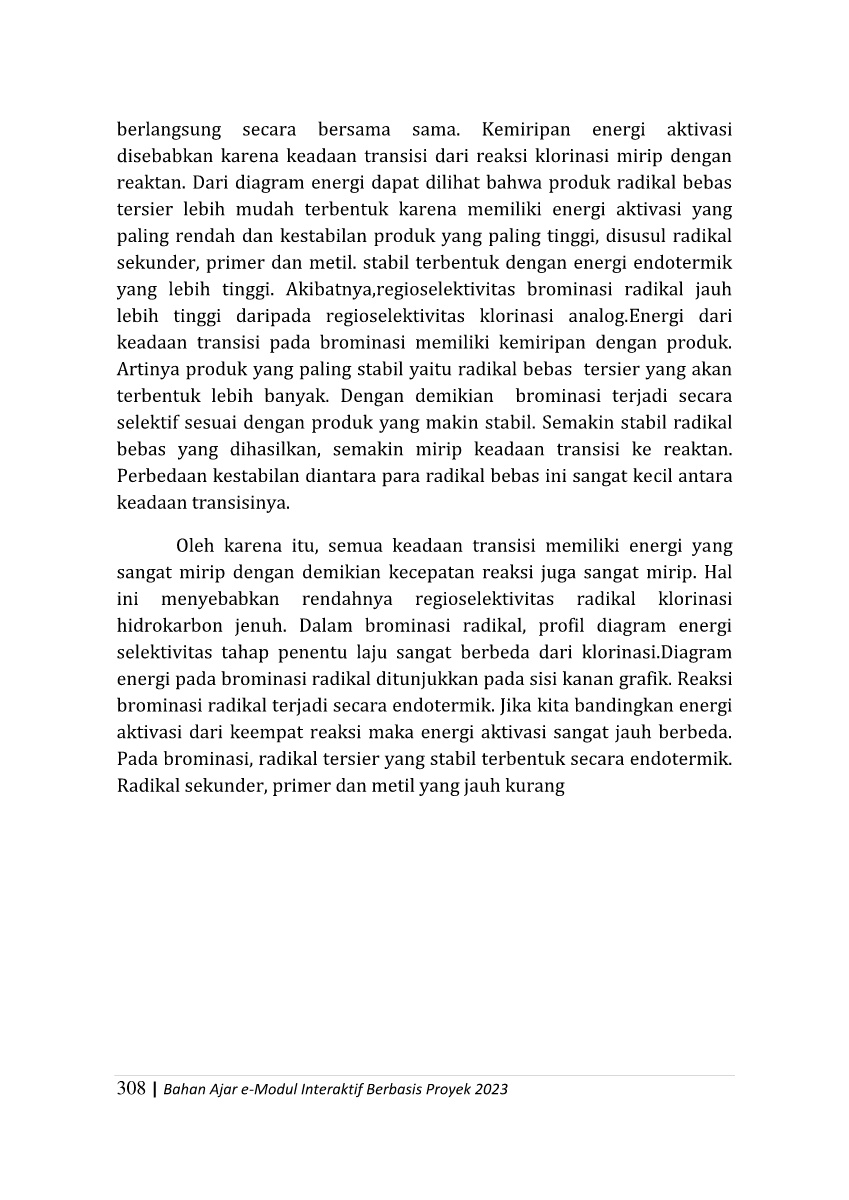 berlangsung secara bersama sama. Kemiripan energi aktivasi
disebabkan karena keadaan transisi dari reaksi klorinasi mirip dengan
reaktan. Dari diagram energi dapat dilihat bahwa produk radikal bebas
tersier lebih mudah terbentuk karena memiliki energi aktivasi yang
paling rendah dan kestabilan produk yang paling tinggi, disusul radikal
sekunder, primer dan metil. stabil terbentuk dengan energi endotermik
yang lebih tinggi. Akibatnya,regioselektivitas brominasi radikal jauh
lebih tinggi daripada regioselektivitas klorinasi analog.Energi dari
keadaan transisi pada brominasi memiliki kemiripan dengan produk.
Artinya produk yang paling stabil yaitu radikal bebas  tersier yang akan
terbentuk lebih banyak. Dengan demikian  brominasi terjadi secara
selektif sesuai dengan produk yang makin stabil. Semakin stabil radikal
bebas yang dihasilkan, semakin mirip keadaan transisi ke reaktan.
Perbedaan kestabilan diantara para radikal bebas ini sangat kecil antara
keadaan transisinya.
Oleh karena itu, semua keadaan transisi memiliki energi yang
sangat mirip dengan demikian kecepatan reaksi juga sangat mirip. Hal
ini menyebabkan rendahnya regioselektivitas radikal klorinasi
hidrokarbon jenuh. Dalam brominasi radikal, profil diagram energi
selektivitas tahap penentu laju sangat berbeda dari klorinasi.Diagram
energi pada brominasi radikal ditunjukkan pada sisi kanan grafik. Reaksi
brominasi radikal terjadi secara endotermik. Jika kita bandingkan energi
aktivasi dari keempat reaksi maka energi aktivasi sangat jauh berbeda.
Pada brominasi, radikal tersier yang stabil terbentuk secara endotermik.
Radikal sekunder, primer dan metil yang jauh kurang
308 | Bahan Ajar e-Modul Interaktif Berbasis Proyek 2023